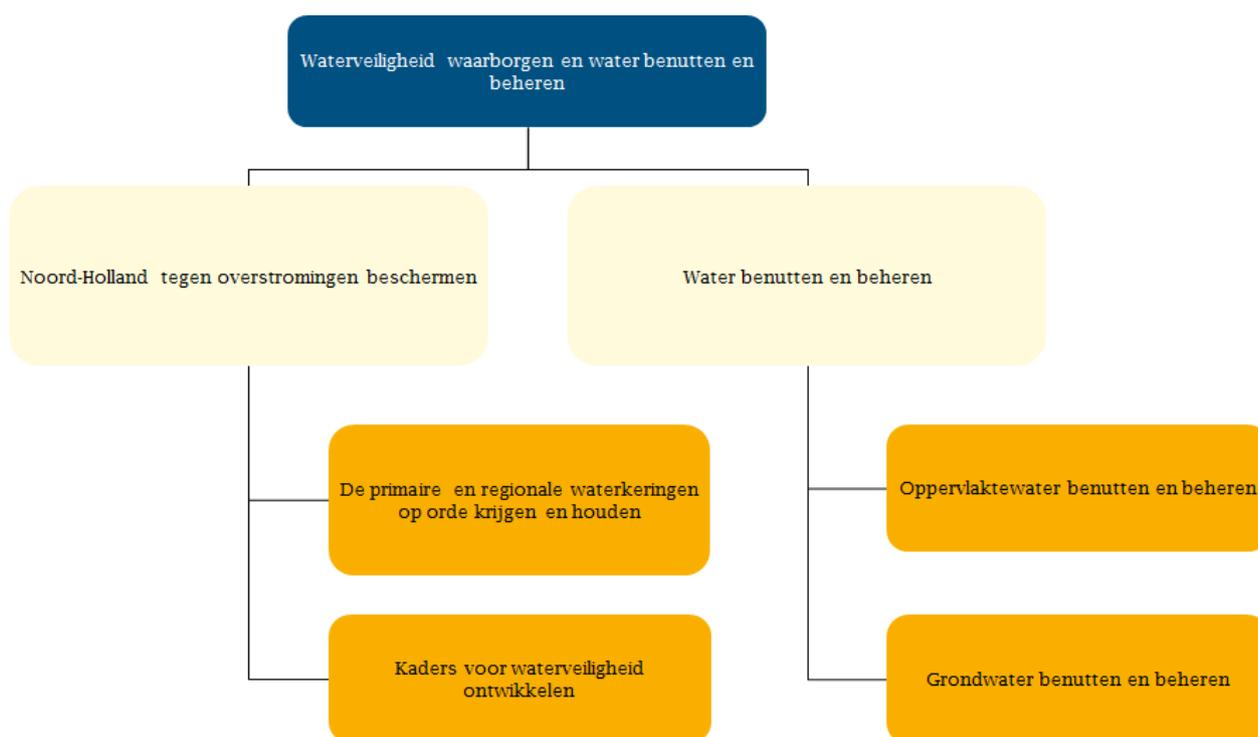 Waterveiligheid waarborgen en water benutten en
beheren
Noord-Holland tegen overstromingen beschermen
Water benutten en beheren
De primaire en regionale waterkeringen
op orde krijgen en houden
Oppervlaktewater benutten en beheren
Kaders voor waterveiligheid
ontwikkelen
Grondwater benutten en beheren